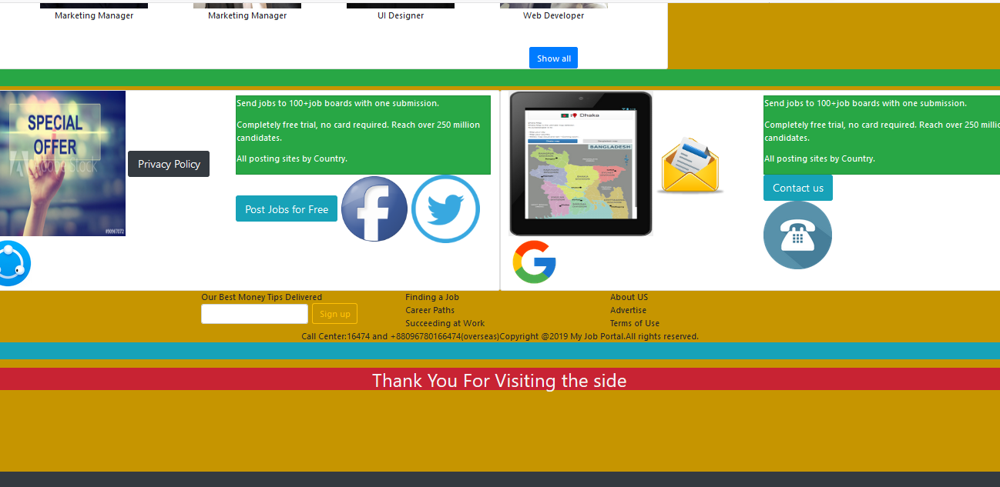 Marketing Manager
Marketing Manager
UI Designer
Web Developer
Show all
SPECIAL
OFFER
#90967072
Privacy Policy
Send jobs to 100+job boards with one submission.
Completely free trial, no card required. Reach over 250 million
candidates.
All posting sites by Country.
Post Jobs for Free
Dhaka
BANGLADESH
Send jobs to 100+job boards with one submission.
Completely free trial, no card required. Reach over 250
candidates.
All posting sites by Country.
Contact us
Our Best Money Tips Delivered
Sign up
Finding a Job
Career Paths
Succeeding at Work
About US
Advertise
Terms of Use
Call Center:16474 and +88096780166474(overseas)Copyright @2019 My Job Portal.All rights reserved.
Thank You For Visiting the side